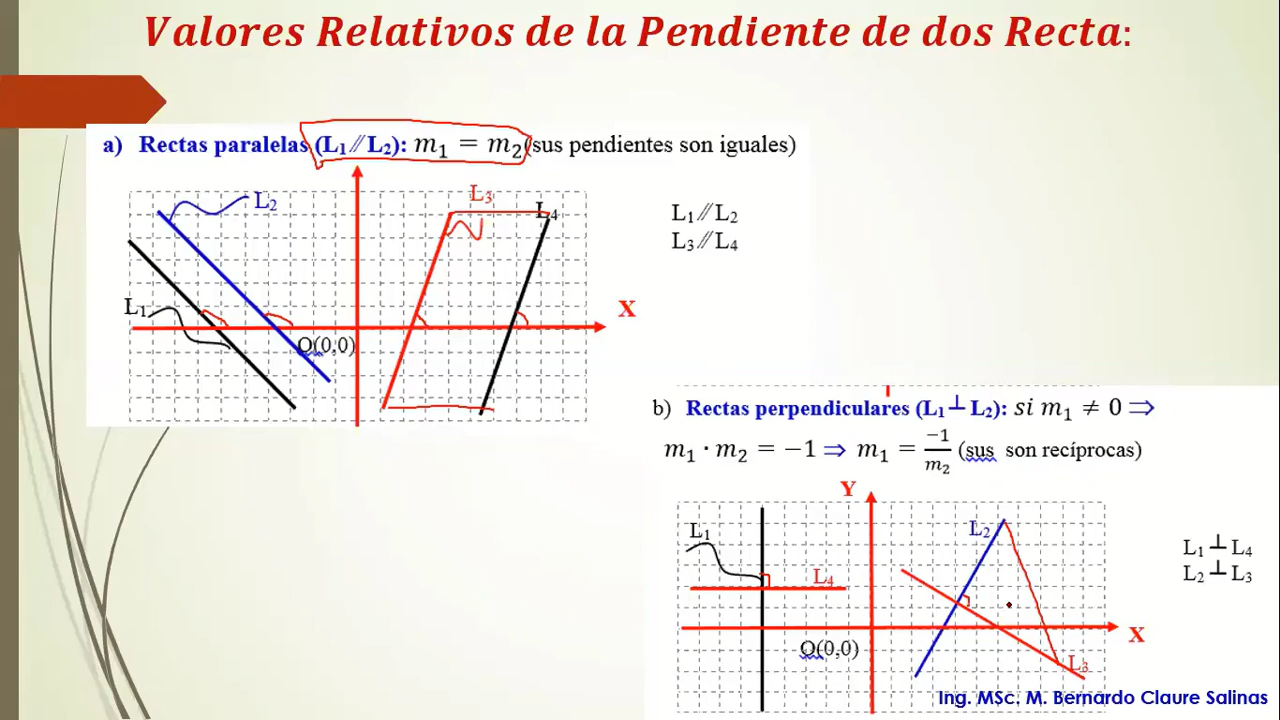 Valores Relativos de la Pendiente de dos Recta:
a) Rectas paralelas (L₁//L₂): m₁ = m₂ (sus pendientes son iguales)
L₂
L₃
L₄
L₁
X
O(0,0)
L₁//L₂
L₃//L₄
b) Rectas perpendiculares (L₁⊥L₂): si m₁ ≠ 0 ⇒
m₁ · m₂ = −1 ⇒ m₁ = −1/m₂ (sus son recíprocas)
Y
L₁
L₂
L₄
X
O(0,0)
L₃
L₁⊥L₄
L₂⊥L₃
Ing. MSc. M. Bernardo Claure Salinas